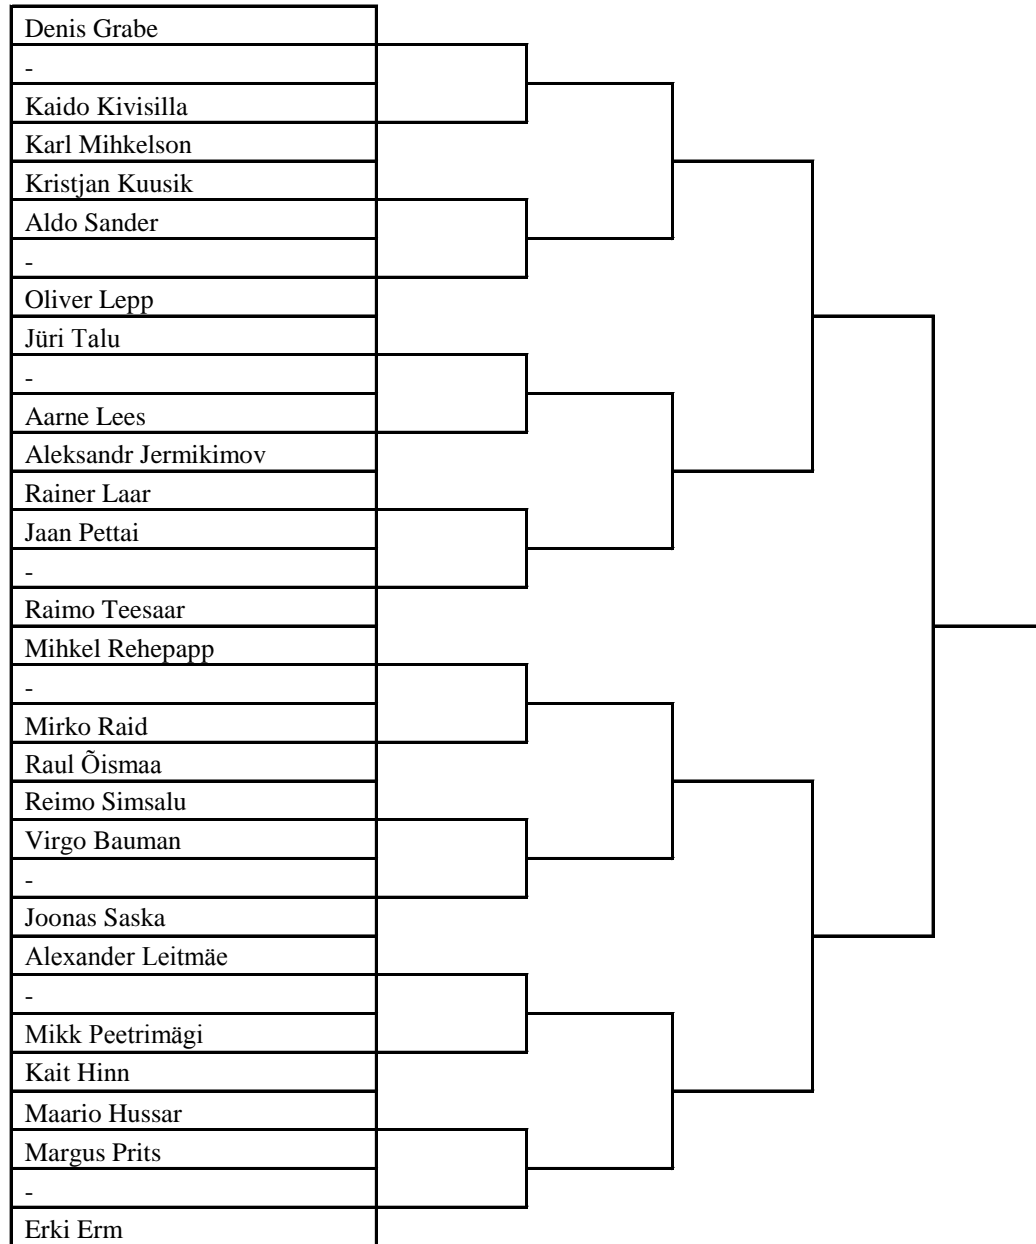 Denis Grabe
-
Kaido Kivisilla
Karl Mihkelson
Kristjan Kuusik
Aldo Sander
-
Oliver Lepp
Jüri Talu
-
Aarne Lees
Aleksandr Jermikimov
Rainer Laar
Jaan Pettai
-
Raimo Teesaar
Mihkel Rehepapp
-
Mirko Raid
Raul Õismaa
Reimo Simsalu
Virgo Bauman
-
Joonas Saska
Alexander Leitmäe
-
Mikk Peetrimägi
Kait Hinn
Maario Hussar
Margus Prits
-
Erki Erm